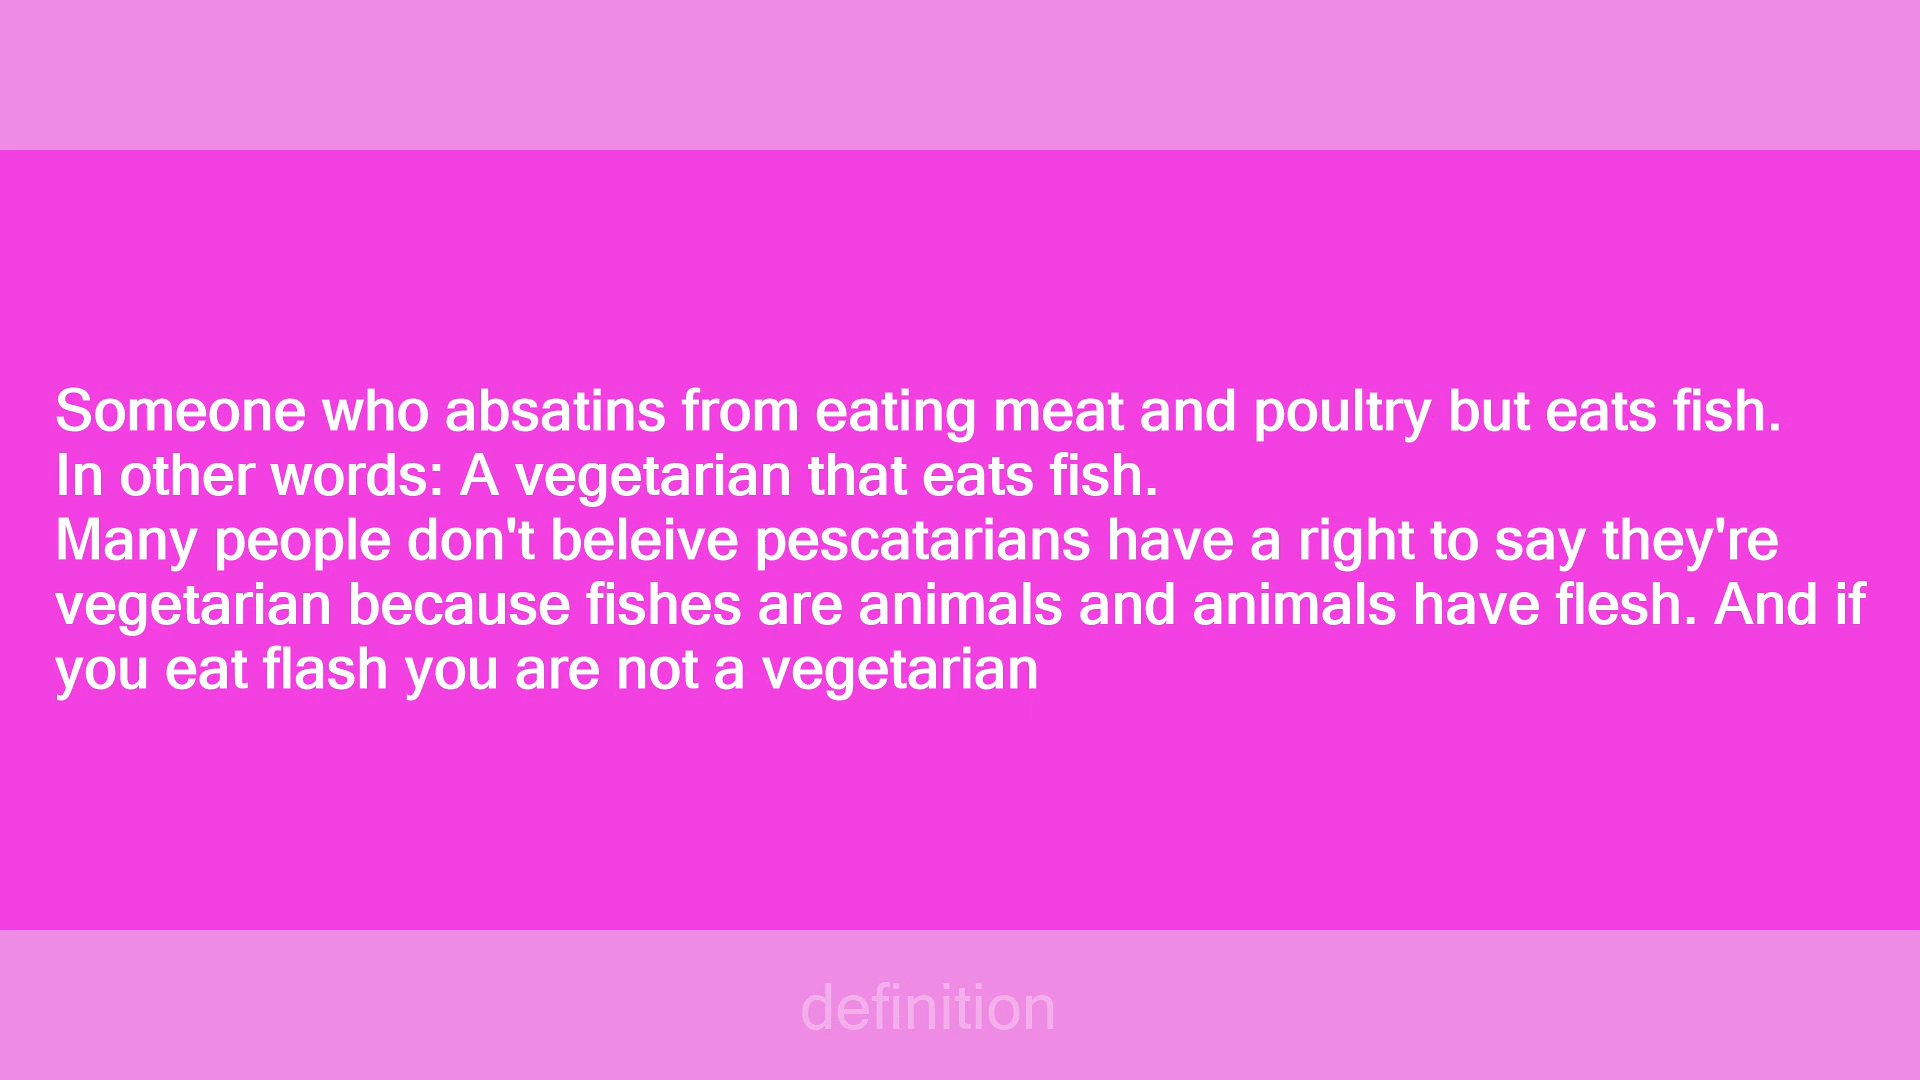 Someone who absatins from eating meat and poultry but eats fish.
In other words: A vegetarian that eats fish.
Many people don't beleive pescatarians have a right to say they're
vegetarian because fishes are animals and animals have flesh. And if
you eat flash you are not a vegetarian
definition